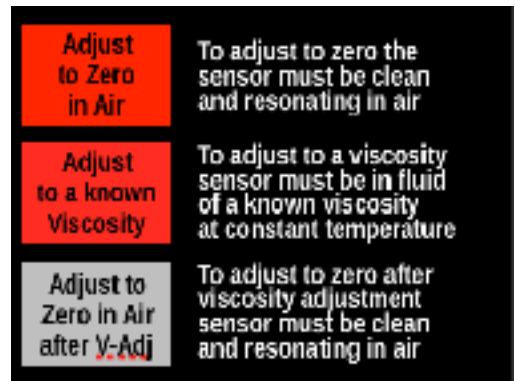 Adjust
to Zero
in Air
To adjust to zero the
sensor must be clean
and resonating in air
Adjust
to a known
Viscosity
To adjust to a viscosity
sensor must be in fluid
of a known viscosity
at constant temperature
Adjust to
Zero in Air
after V-Adj
To adjust to zero after
viscosity adjustment
sensor must be clean
and resonating in air